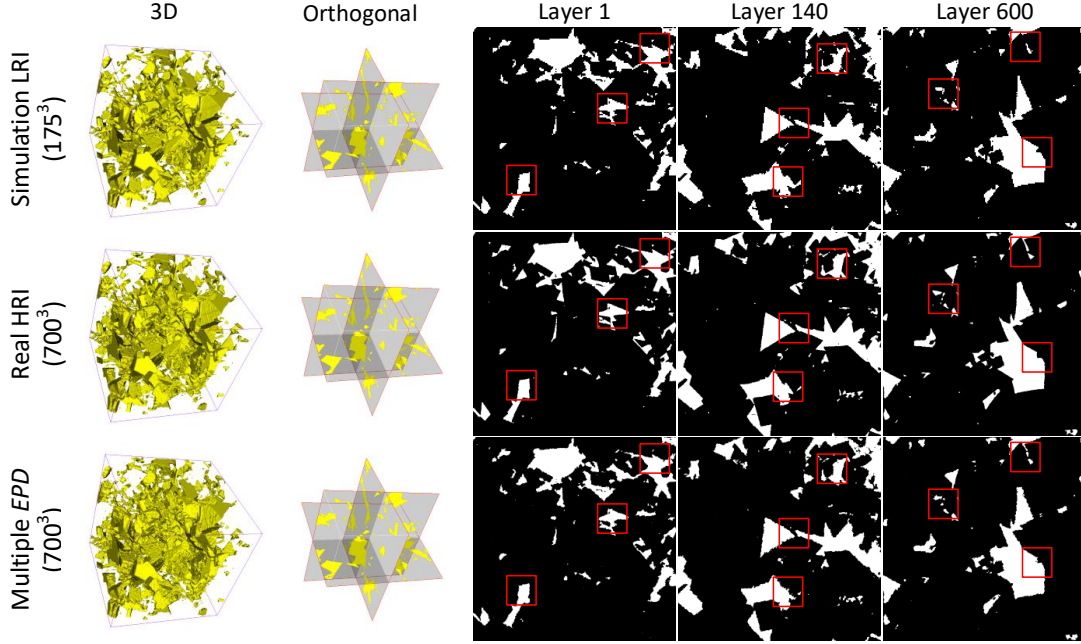 3D
Orthogonal
Layer 1
Layer 140
Layer 600
Simulation LRI
(175³)
Real HRI
(700³)
Multiple EPD
(700³)